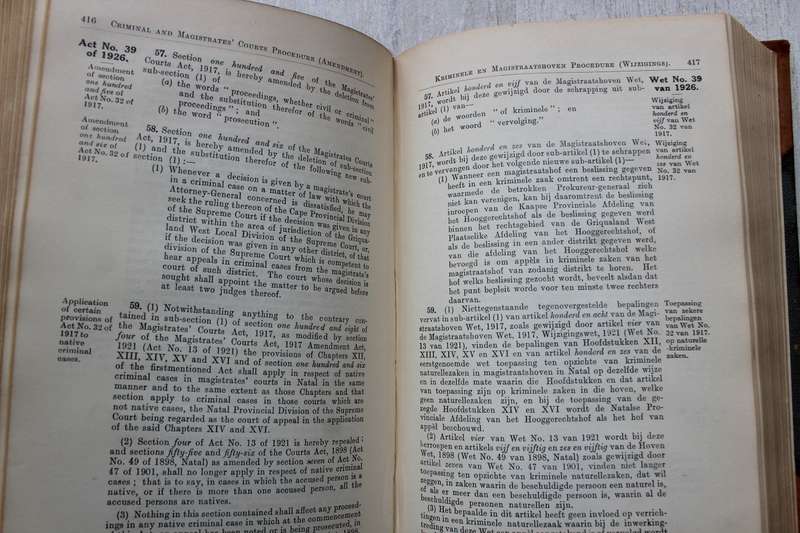 416 CRIMINAL AND MAGISTRATES' COURTS PROCEDURE (AMENDMENT).
Act No. 39
of 1926.
Amendment
of section
one hundred
and five of
Act No. 32 of
1917.
57. Section one hundred and five of the Magistrates'
Courts Act, 1917, is hereby amended by the deletion from
sub-section (1) of
(a) the words "proceedings, whether civil or criminal"
and the substitution therefor of the words "civil
proceedings"; and
(b) the word "prosecution".
Amendment
of section
one hundred
and six of
Act No. 32 of
1917.
58. Section one hundred and six of the Magistrates Courts
Act, 1917, is hereby amended by the deletion of sub-section
(1) and the substitution therefor of the following new sub-
section (1) :—
(1) Whenever a decision is given by a magistrate's court
in a criminal case on a matter of law with which the
Attorney-General concerned is dissatisfied, he may
seek the ruling thereon of the Cape Provincial Division
of the Supreme Court if the decision was given in any
district within the area of jurisdiction of the Griqua-
land West Local Division of the Supreme Court, or,
if the decision was given in any other district, of that
division of the Supreme Court which is competent to
hear appeals in criminal cases from the magistrate's
court of such district. The court whose decision is
sought shall appoint the matter to be argued before
at least two judges thereof.
Application
of certain
provisions of
Act No. 32 of
1917 to
native
criminal
cases.
59. (1) Notwithstanding anything to the contrary con-
tained in sub-section (1) of section one hundred and eight of
the Magistrates' Courts Act, 1917, as modified by section
four of the Magistrates' Courts Act, 1917 Amendment Act,
1921 (Act No. 13 of 1921) the provisions of Chapters XII,
XIII, XIV, XV and XVI and of section one hundred and six
of the firstmentioned Act shall apply in respect of native
criminal cases in magistrates' courts in Natal in the same
manner and to the same extent as those Chapters and that
section apply to criminal cases in those courts which are
not native cases, the Natal Provincial Division of the Supreme
Court being regarded as the court of appeal in the application
of the said Chapters XIV and XVI.
(2) Section four of Act No. 13 of 1921 is hereby repealed;
and sections fifty-five and fifty-six of the Courts Code, 1898 (Act
No. 49 of 1898, Natal) as amended by section seven of Act No.
47 of 1901, shall no longer apply in respect of native criminal
cases; that is to say, in cases in which the accused person is a
native, or if there is more than one accused person, all the
accused persons are natives.
(3) Nothing in this section contained shall affect any proceed-
ings in any native criminal case in which at the commencement
KRIMINELE EN MAGISTRAATSHOVEN PROCEDURE (WIJZIGINGS). 417
57. Artikel honderd en vijf van de Magistraatshoven Wet,
1917, wordt bij deze gewijzigd door de schrapping uit sub-
artikel (1) van—
(a) de woorden "of kriminele"; en
(b) het woord "vervolging."
Wet No. 39
van 1926.
Wijziging
van artikel
honderd en
vijf van Wet
No. 32 van
1917.
58. Artikel honderd en zes van de Magistraatshoven Wet,
1917, wordt bij deze gewijzigd door sub-artikel (1) te schrappen
en te vervangen door het volgende nieuwe sub-artikel (1)—
(1) Wanneer een magistraatshof een beslissing gegeven
heeft in een kriminele zaak omtrent een rechtspunt,
waarmede de betrokken Prokureur-generaal zich
niet kan verenigen, kan hij daaromtrent de beslissing
inroepen van de Kaapse Provinciale Afdeling van
het Hooggerechtshof als de beslissing gegeven werd
binnen het rechtsgebied van de Griqualand West
Plaatselike Afdeling van het Hooggerechtshof, of
als de beslissing in een ander distrikt gegeven werd,
van die afdeling van het Hooggerechtshof welke
bevoegd is om appèls in kriminele zaken van het
magistraatshof van zodanig distrikt te horen. Het
hof welks beslissing gezocht wordt, beveelt alsdan dat
het punt bepleit worde voor ten minste twee rechters
daarvan.
Wijziging
van artikel
honderd en
zes van Wet
No. 32 van
1917.
59. (1) Niettegenstaande tegenovergestelde bepalingen
vervat in sub-artikel (1) van artikel honderd en acht van de Magi-
straatshoven Wet, 1917, zoals gewijzigd door artikel vier van
de Magistraatshoven Wet, 1917, Wijzigingswet, 1921 (Wet No.
13 van 1921), vinden de bepalingen van Hoofdstukken XII,
XIII, XIV, XV en XVI en van artikel honderd en zes van de
eerstgenoemde wet toepassing ten opzichte van kriminele
naturellezaken in magistraatshoven in Natal op dezelfde wijze
en in dezelfde mate waarin die Hoofdstukken en dat artikel
van toepassing zijn op kriminele zaken in die hoven, welke
geen naturellezaken zijn, en bij de toepassing van de ge-
zegde Hoofdstukken XIV en XVI wordt de Natalse Pro-
vinciale Afdeling van het Hooggerechtshof als het hof van
appèl beschouwd.
Toepassing
van zekere
bepalingen
van Wet No.
32 van 1917.
op naturelle
-kriminele
zaken.
(2) Artikel vier van Wet No. 13 van 1921 wordt bij deze
herroepen en artikels vijf en vijftig en zes en vijftig van de Hoven
Wet, 1898 (Wet No. 49 van 1898, Natal) zoals gewijzigd door
artikel zeven van Wet No. 47 van 1901, vinden niet langer
toepassing ten opzichte van kriminele naturellezaken, dat wil
zeggen, in zaken waarin de beschuldigde persoon een naturel is,
of als er meer dan een beschuldigde persoon is, waarin al de
beschuldigde personen naturellen zijn.
(3) Het bepaalde in dit artikel heeft geen invloed op verrich-
tingen in een kriminele naturellezaak waarin bij de inwerking-